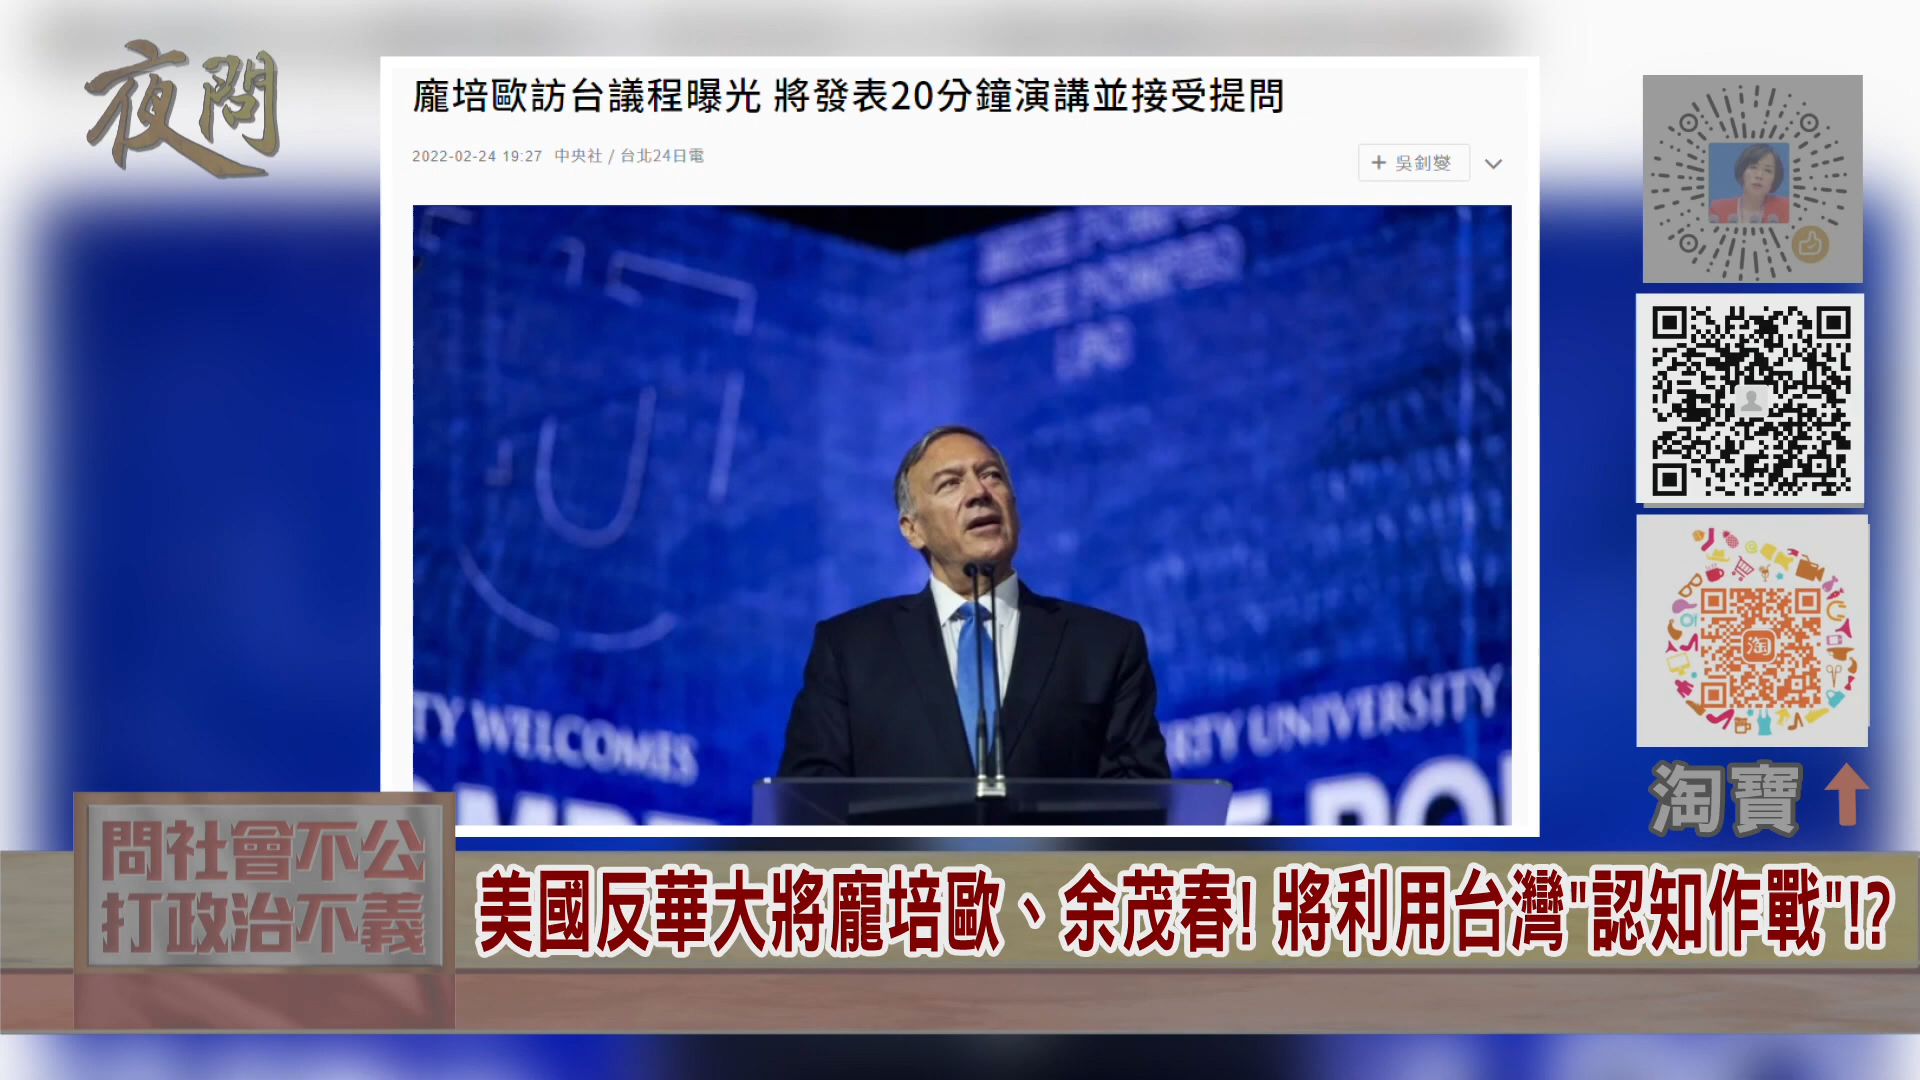 夜問
龐培歐訪台議程曝光 將發表20分鐘演講並接受提問
2022-02-24 19:27 中央社 / 台北24日電
+ 吳釗燮
MIKE POMPEO
TY WELCOMES
RTY UNIVERSITY
淘
淘寶
問社會不公
打政治不義
美國反華大將龐培歐、余茂春! 將利用台灣"認知作戰"!?